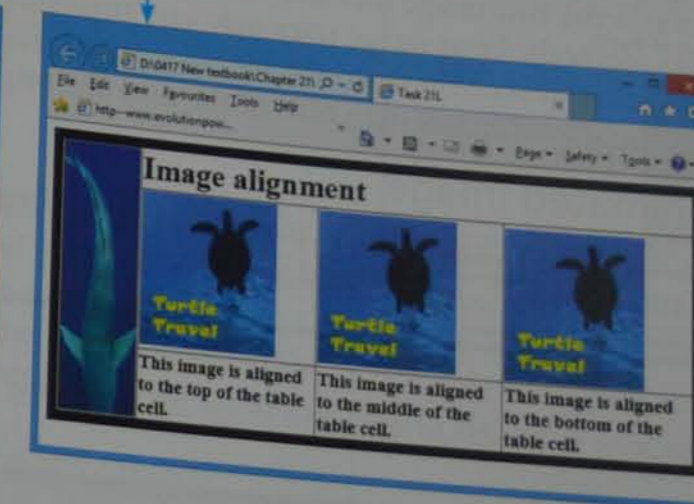 D:\0417 New textbook\Chapter 21\
Task 21L
File Edit View Favourites Tools Help
http--www.evolutionpow...
Page Safety Tools
Image alignment
Turtle
Travel
Turtle
Travel
Turtle
Travel
This image is aligned
to the top of the table
cell.
This image is aligned
to the middle of the
table cell.
This image is aligned
to the bottom of the
table cell.